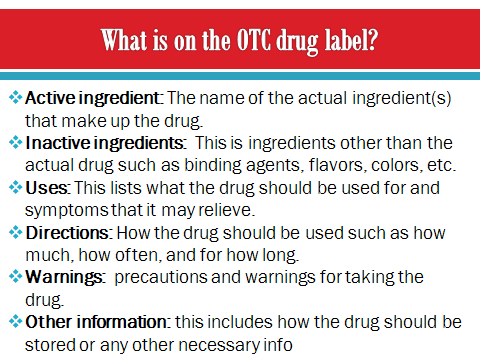 What is on the OTC drug label?
Active ingredient: The name of the actual ingredient(s)
that make up the drug.
Inactive ingredients:  This is ingredients other than the
actual drug such as binding agents, flavors, colors, etc.
Uses: This lists what the drug should be used for and
symptoms that it may relieve.
Directions: How the drug should be used such as how
much, how often, and for how long.
Warnings:  precautions and warnings for taking the
drug.
Other information: this includes how the drug should be
stored or any other necessary info